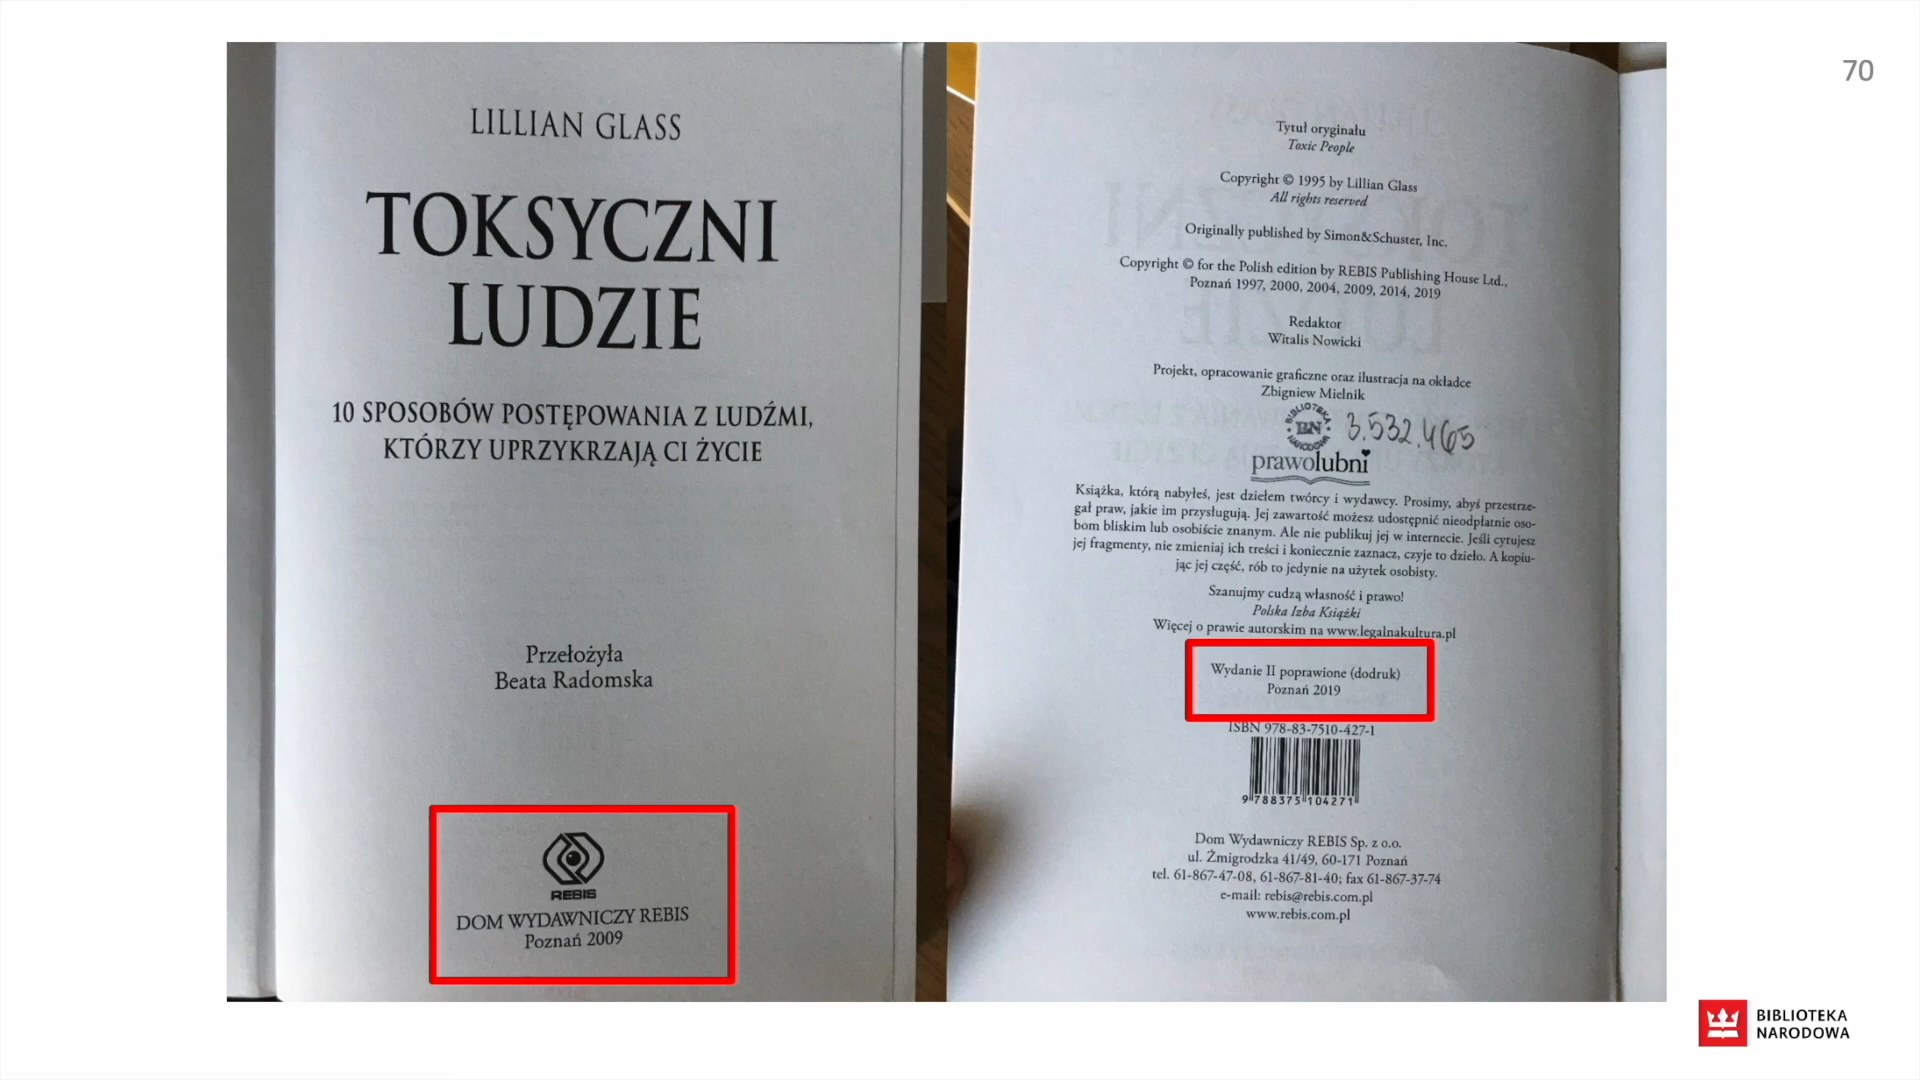 70
LILLIAN GLASS
TOKSYCZNI
LUDZIE
10 SPOSOBÓW POSTĘPOWANIA Z LUDŹMI,
KTÓRZY UPRZYKRZAJĄ CI ŻYCIE
Przełożyła
Beata Radomska
REBIS
DOM WYDAWNICZY REBIS
Poznań 2009
Tytuł oryginału
Toxic People
Copyright © 1995 by Lillian Glass
All rights reserved
Originally published by Simon&Schuster, Inc.
Copyright © for the Polish edition by REBIS Publishing House Ltd.,
Poznań 1997, 2000, 2004, 2009, 2014, 2019
Redaktor
Witalis Nowicki
Projekt, opracowanie graficzne oraz ilustracja na okładce
Zbigniew Mielnik
BIBLIOTEKA
BN
NARODOWA
3.532.465
prawolubni
Książka, którą nabyłeś, jest dziełem twórcy i wydawcy. Prosimy, abyś przestrze-
gał praw, jakie im przysługują. Jej zawartość możesz udostępnić nieodpłatnie oso-
bom bliskim lub osobiście znanym. Ale nie publikuj jej w internecie. Jeśli cytujesz
jej fragmenty, nie zmieniaj ich treści i koniecznie zaznacz, czyje to dzieło. A kopiu-
jąc jej część, rób to jedynie na użytek osobisty.
Szanujmy cudzą własność i prawo!
Polska Izba Książki
Więcej o prawie autorskim na www.legalnakultura.pl
Wydanie II poprawione (dodruk)
Poznań 2019
ISBN 978-83-7510-427-1
9 788375 104271
Dom Wydawniczy REBIS Sp. z o.o.
ul. Żmigrodzka 41/49, 60-171 Poznań
tel. 61-867-47-08, 61-867-81-40; fax 61-867-37-74
e-mail: rebis@rebis.com.pl
www.rebis.com.pl
BIBLIOTEKA
NARODOWA